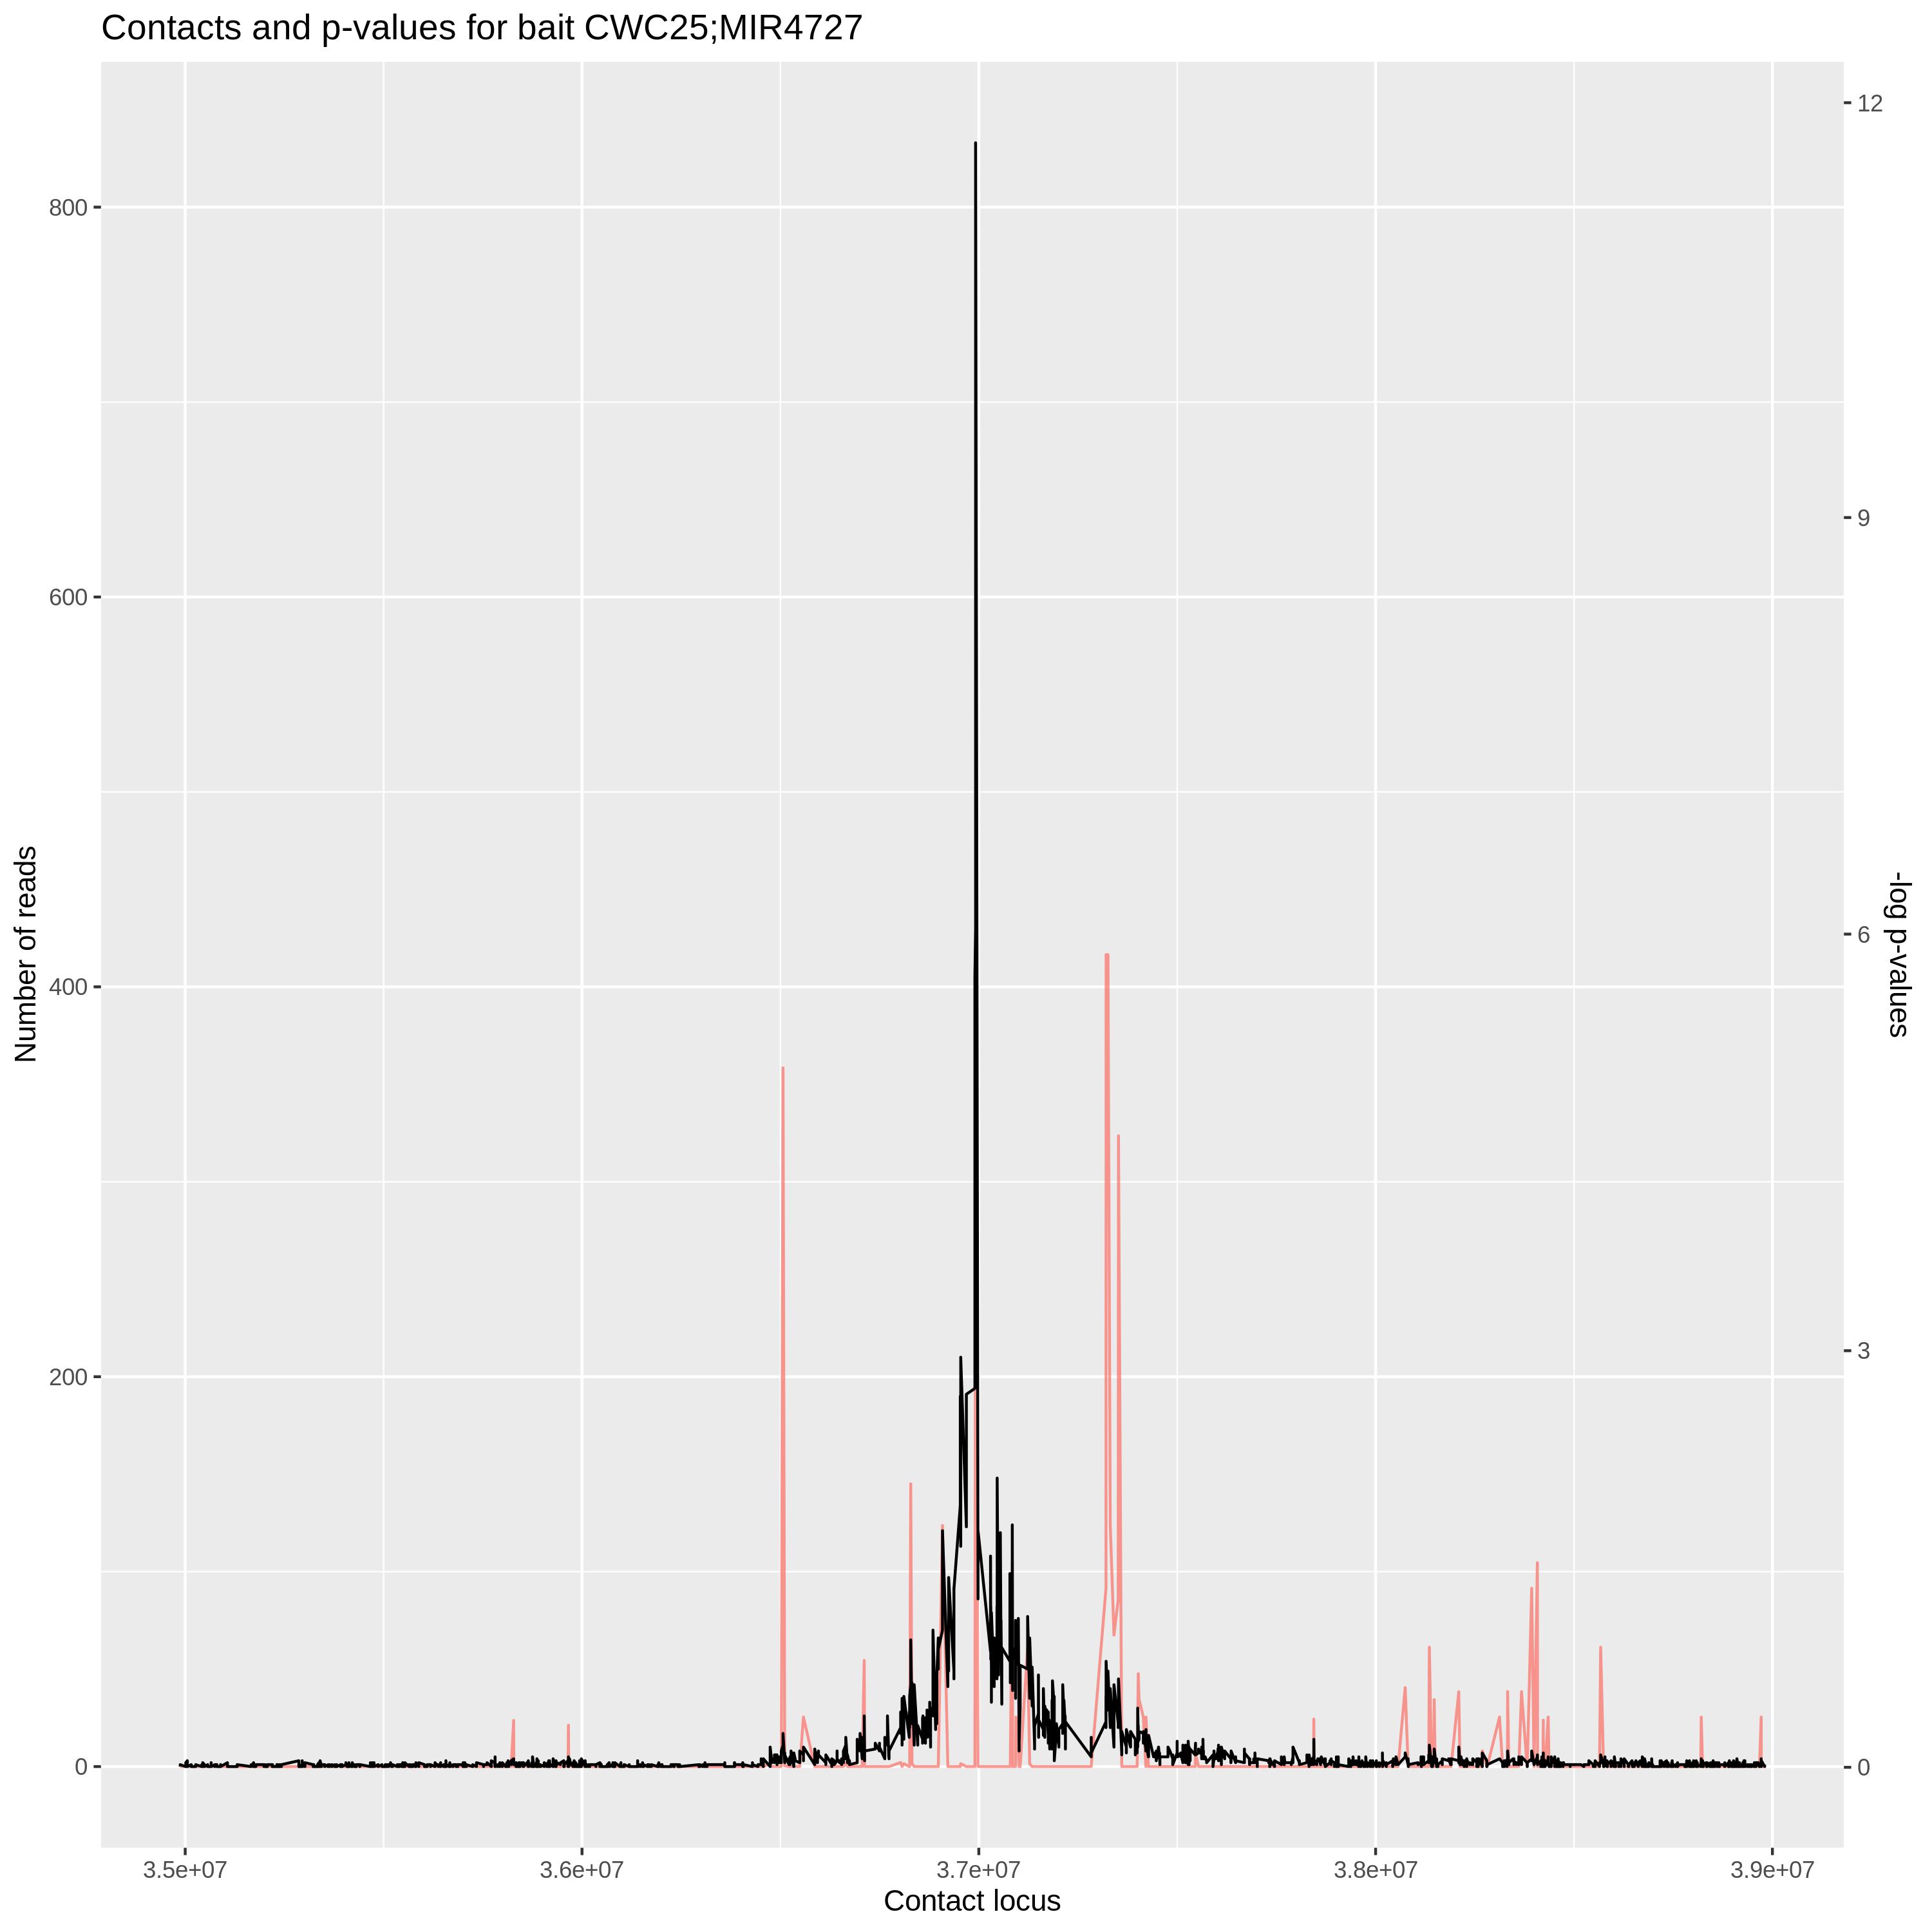 Contacts and p-values for bait CWC25;MIR4727
12
800
9
600
Number of reads
-log p-values
6
400
3
200
0
0
3.5e+07
3.6e+07
3.7e+07
3.8e+07
3.9e+07
Contact locus